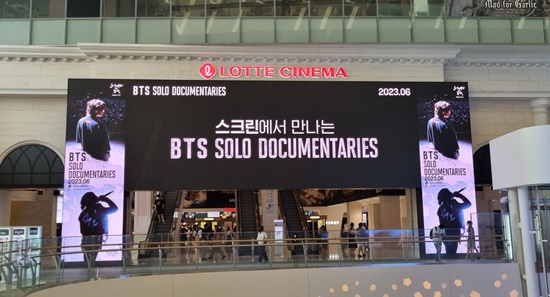 Mad for Garlic
LOTTE CINEMA
BTS SOLO DOCUMENTARIES
2023.06
스크린에서 만나는
BTS SOLO DOCUMENTARIES
BTS
SOLO
DOCUMENTARIES
2023.06
BTS
SOLO
DOCUMENTARIES
2023.06